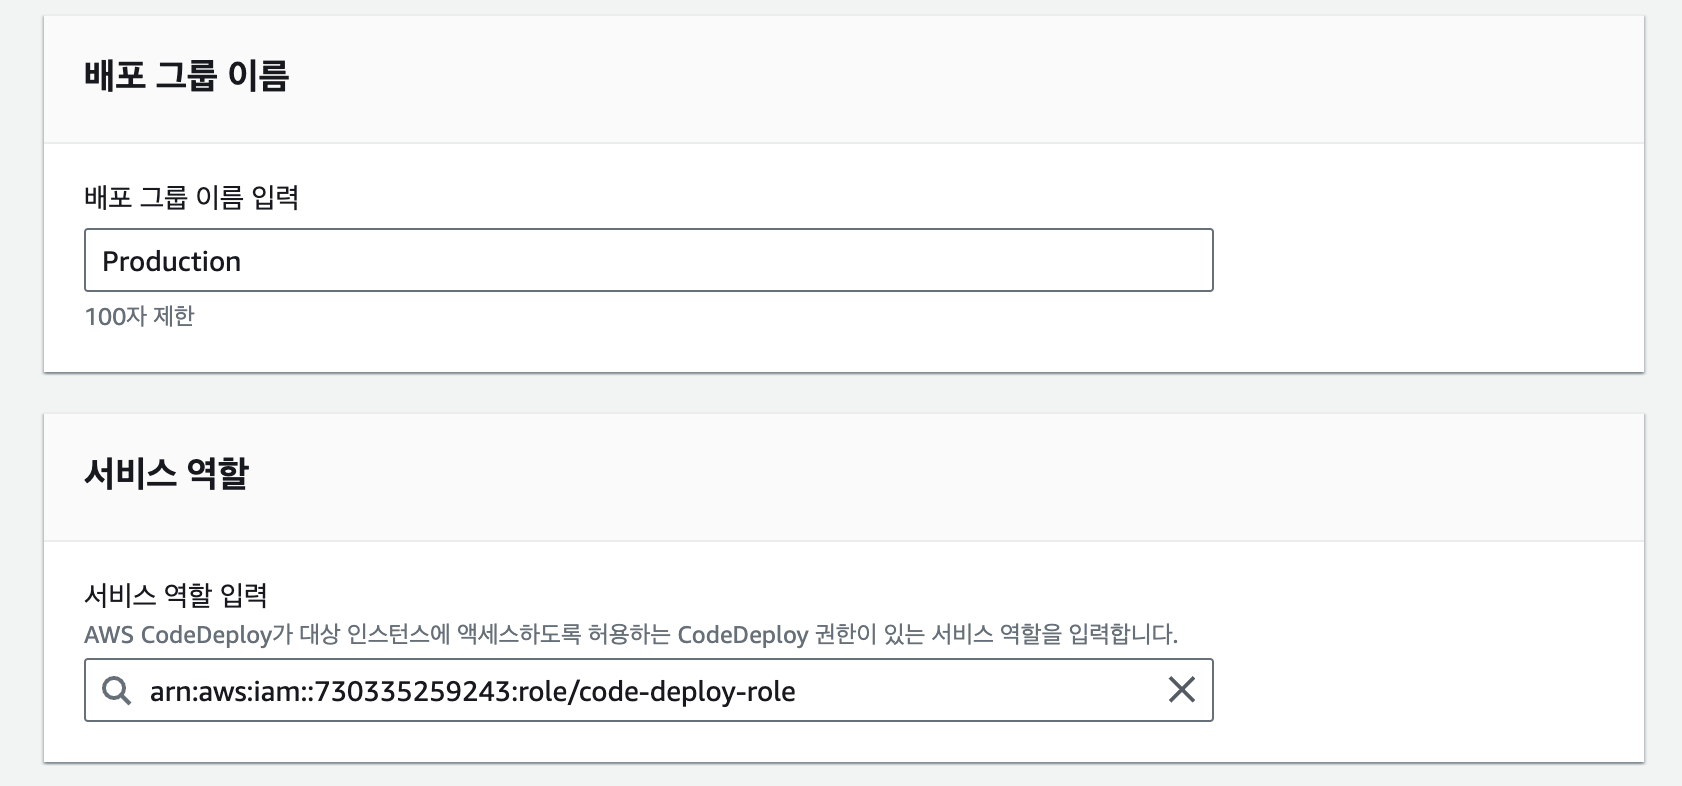 배포 그룹 이름
배포 그룹 이름 입력
Production
100자 제한
서비스 역할
서비스 역할 입력
AWS CodeDeploy가 대상 인스턴스에 액세스하도록 허용하는 CodeDeploy 권한이 있는 서비스 역할을 입력합니다.
arn:aws:iam::730335259243:role/code-deploy-role